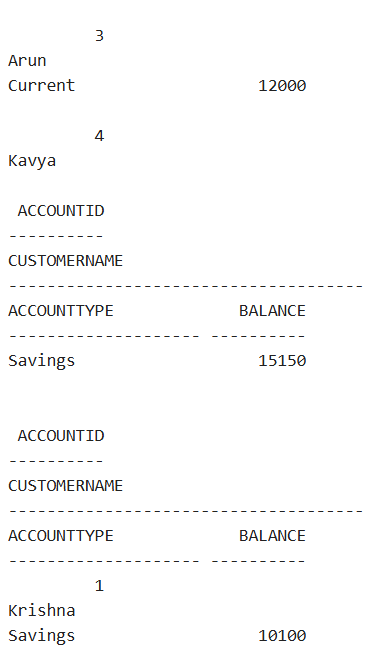 3
Arun
Current                   12000
4
Kavya
 ACCOUNTID
----------
CUSTOMERNAME
-------------------------------------
ACCOUNTTYPE             BALANCE
-------------------- ----------
Savings                   15150
 ACCOUNTID
----------
CUSTOMERNAME
-------------------------------------
ACCOUNTTYPE             BALANCE
-------------------- ----------
1
Krishna
Savings                   10100